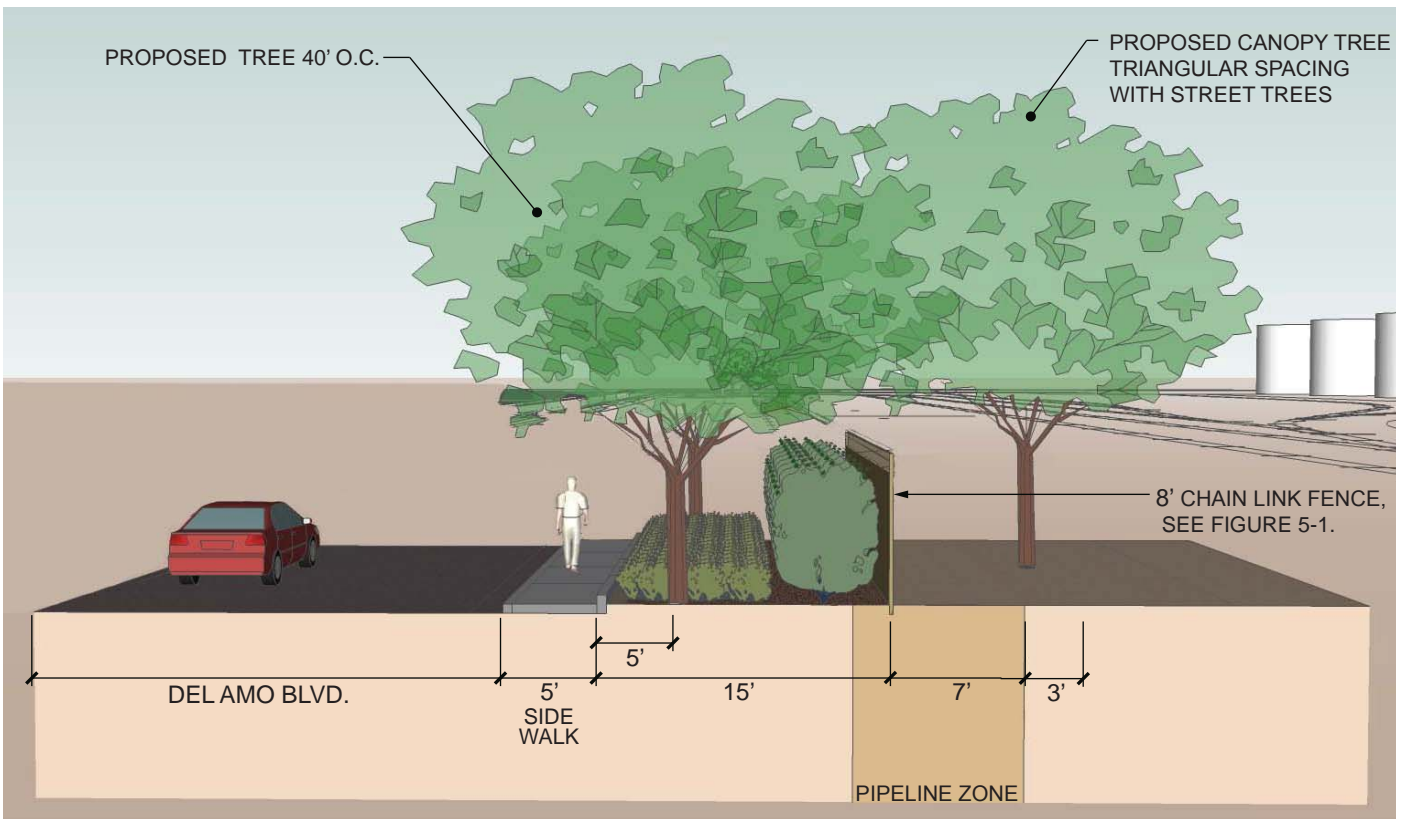 PROPOSED TREE 40' O.C.
PROPOSED CANOPY TREE
TRIANGULAR SPACING
WITH STREET TREES
8' CHAIN LINK FENCE,
SEE FIGURE 5-1.
5'
DEL AMO BLVD.
5'
SIDE
WALK
15'
7'
3'
PIPELINE ZONE